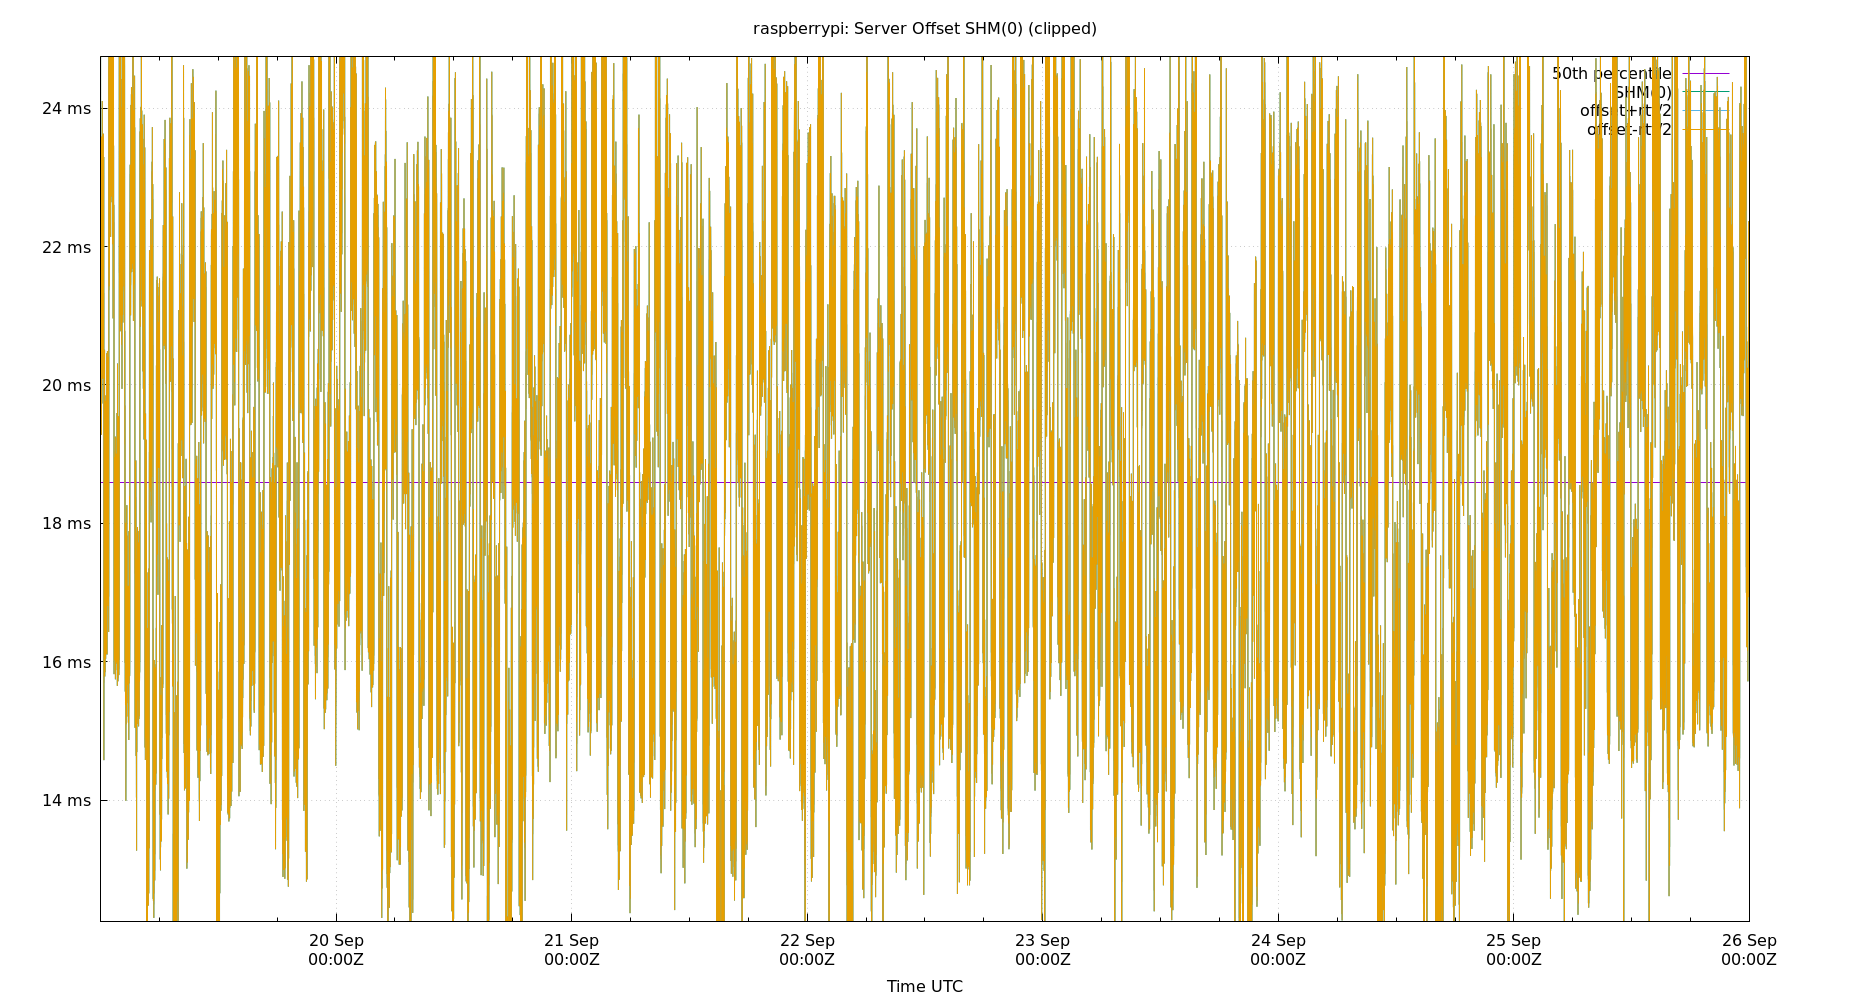 raspberrypi: Server Offset SHM(0) (clipped)
50th percentile
SHM(0)
offset+rtt/2
offset-rtt/2
24 ms
22 ms
20 ms
18 ms
16 ms
14 ms
20 Sep 21 Sep 22 Sep 23 Sep 24 Sep 25 Sep 26 Sep
00:00Z 00:00Z 00:00Z 00:00Z 00:00Z 00:00Z 00:00Z
Time UTC